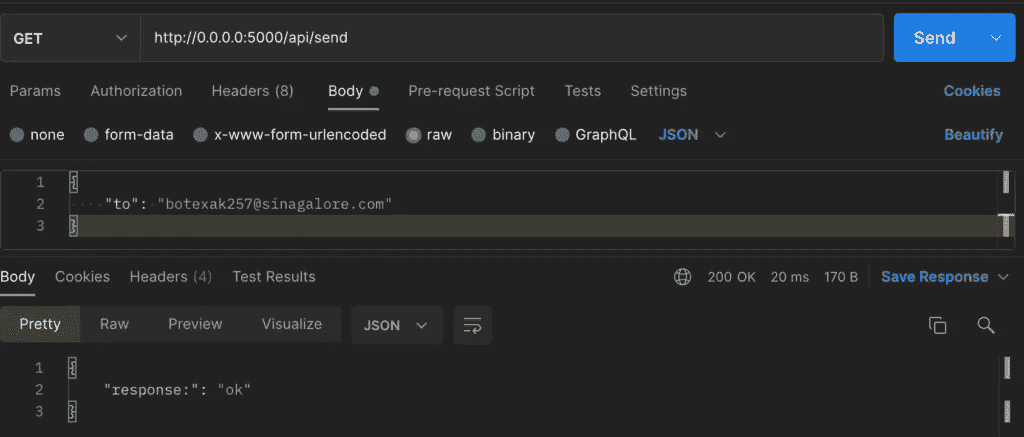 GET http://0.0.0.0:5000/api/send Send
Params Authorization Headers (8) Body Pre-request Script Tests Settings Cookies
none form-data x-www-form-urlencoded raw binary GraphQL JSON Beautify
1 {
2 "to": "botexak257@sinagalore.com"
3 }
Body Cookies Headers (4) Test Results 200 OK 20 ms 170 B Save Response
Pretty Raw Preview Visualize JSON
1 {
2 "response:": "ok"
3 }